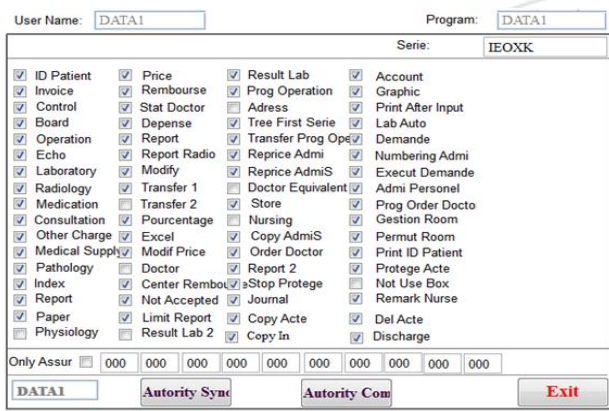 User Name: DATA1 Program: DATA1
Serie: IEOXK
ID Patient Price Result Lab Account
Invoice Rembourse Prog Operation Graphic
Control Stat Doctor Adress Print After Input
Board Depense Tree First Serie Lab Auto
Operation Report Transfer Prog Ope Demande
Echo Report Radio Reprice Admi Numbering Admi
Laboratory Modify Reprice AdmiS Execut Demande
Radiology Transfer 1 Doctor Equivalent Admi Personel
Medication Transfer 2 Store Prog Order Docto
Consultation Pourcentage Nursing Gestion Room
Other Charge Excel Copy AdmiS Permut Room
Medical Supply Modif Price Order Doctor Print ID Patient
Pathology Doctor Report 2 Protege Acte
Index Center Rembou eStop Protege Not Use Box
Report Not Accepted Journal Remark Nurse
Paper Limit Report Copy Acte Del Acte
Physiology Result Lab 2 Copy In Discharge
Only Assur 000 000 000 000 000 000 000 000 000 000
DATA1 Autority Sync Autority Com Exit